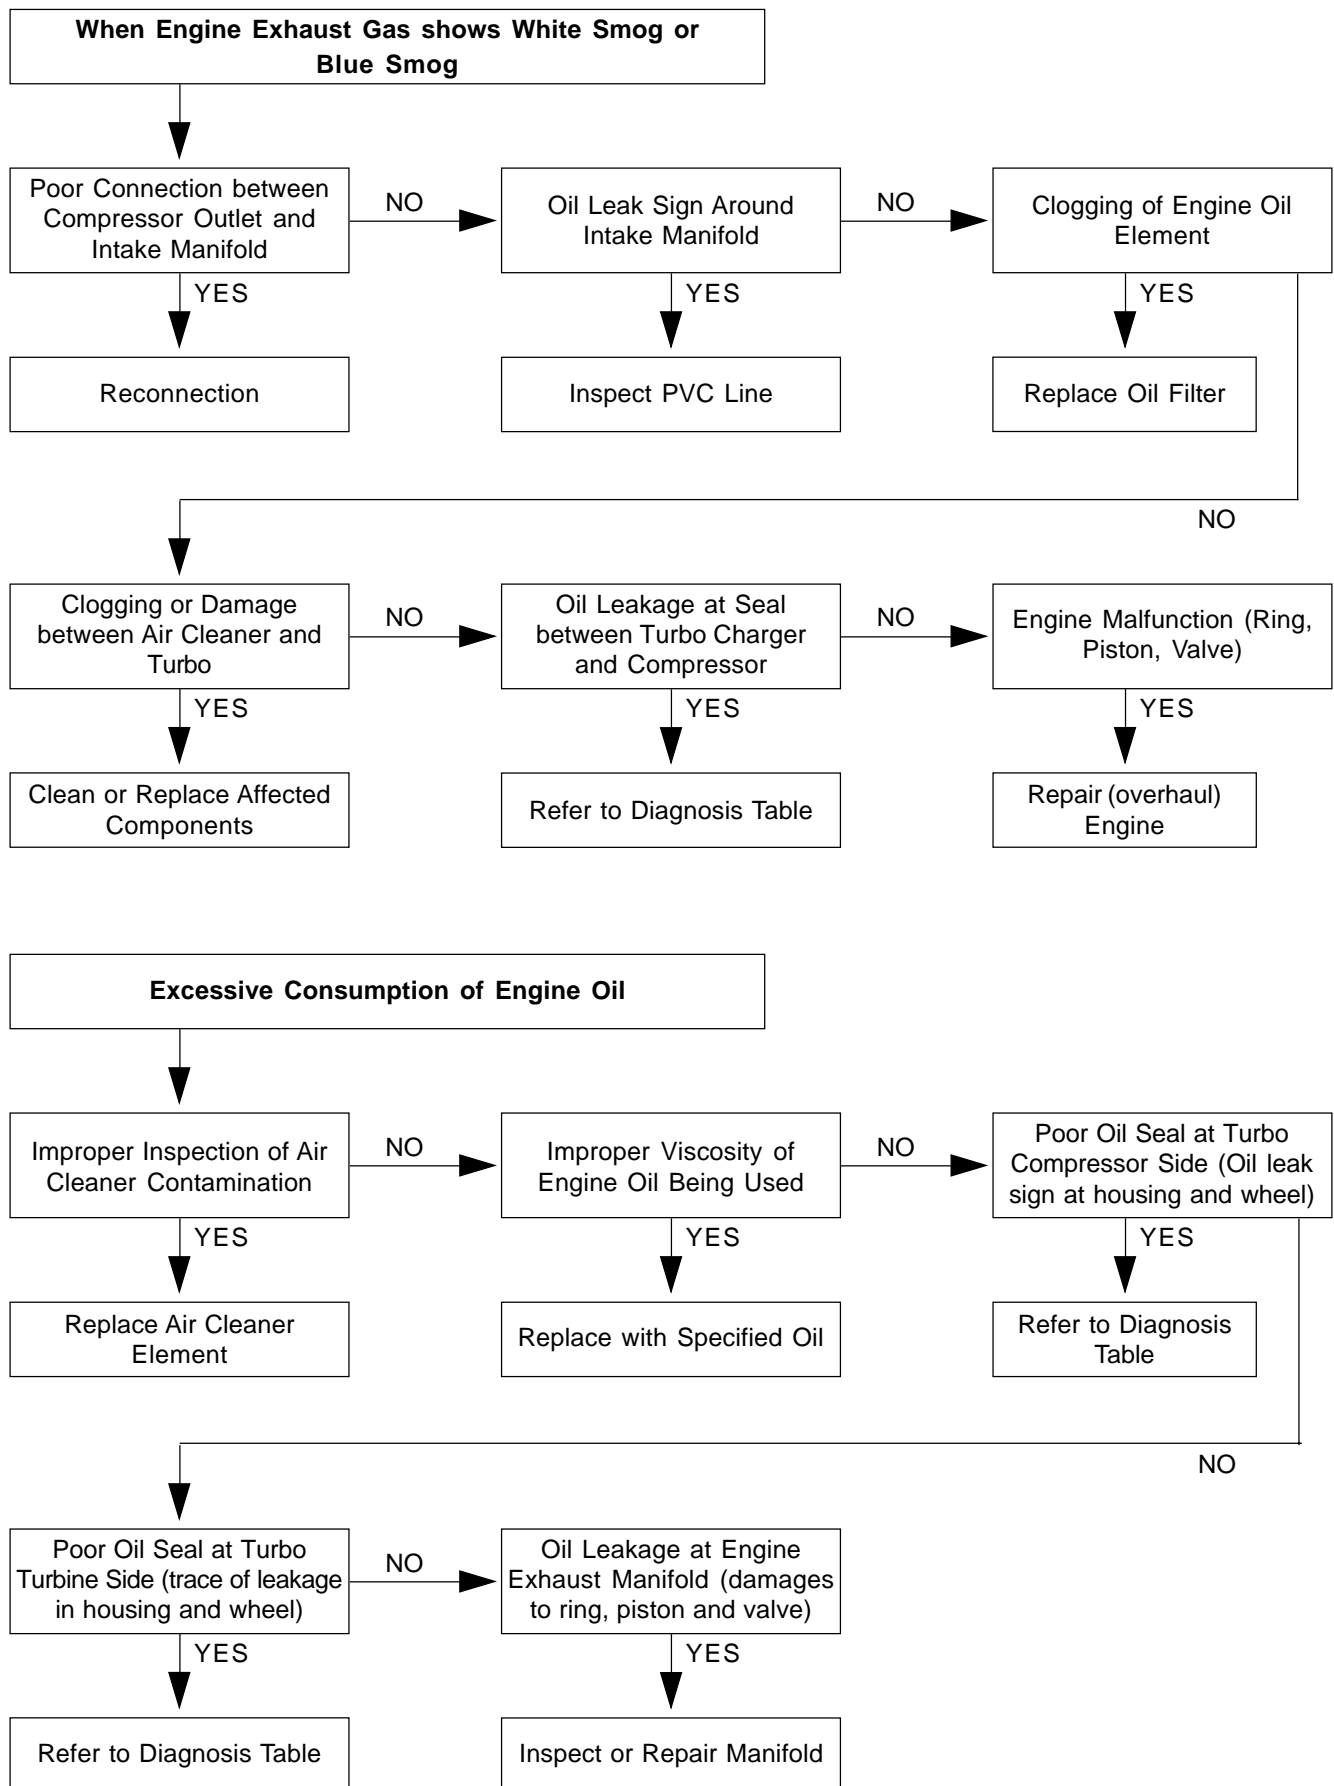 When Engine Exhaust Gas shows White Smog or
Blue Smog
Poor Connection between
Compressor Outlet and
Intake Manifold
NO
Oil Leak Sign Around
Intake Manifold
NO
Clogging of Engine Oil
Element
YES
YES
YES
Reconnection
Inspect PVC Line
Replace Oil Filter
NO
Clogging or Damage
between Air Cleaner and
Turbo
NO
Oil Leakage at Seal
between Turbo Charger
and Compressor
NO
Engine Malfunction (Ring,
Piston, Valve)
YES
YES
YES
Clean or Replace Affected
Components
Refer to Diagnosis Table
Repair (overhaul)
Engine
Excessive Consumption of Engine Oil
Improper Inspection of Air
Cleaner Contamination
NO
Improper Viscosity of
Engine Oil Being Used
NO
Poor Oil Seal at Turbo
Compressor Side (Oil leak
sign at housing and wheel)
YES
YES
YES
Replace Air Cleaner
Element
Replace with Specified Oil
Refer to Diagnosis
Table
NO
Poor Oil Seal at Turbo
Turbine Side (trace of leakage
in housing and wheel)
NO
Oil Leakage at Engine
Exhaust Manifold (damages
to ring, piston and valve)
YES
YES
Refer to Diagnosis Table
Inspect or Repair Manifold